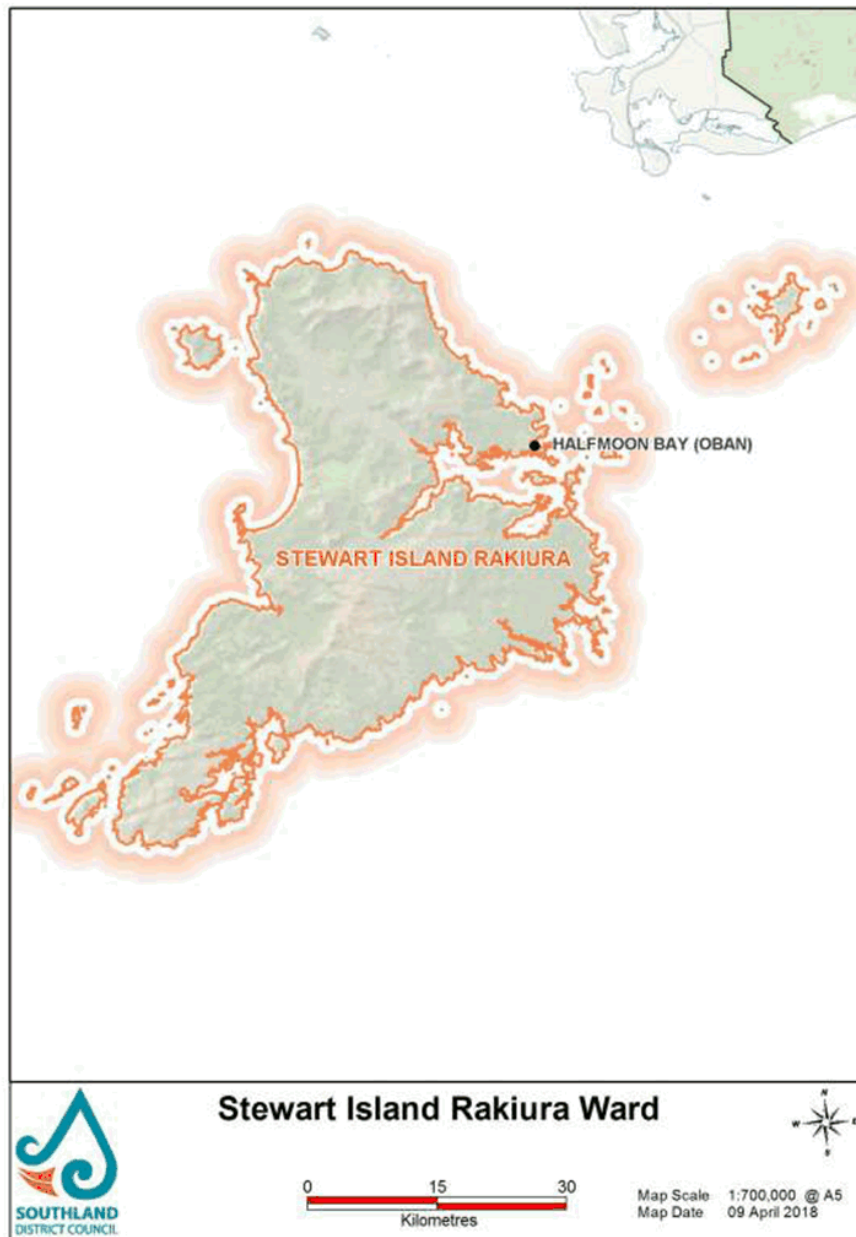 HALFMOON BAY (OBAN)
STEWART ISLAND RAKIURA
Stewart Island Rakiura Ward
N
W E
S
0 15 30
Kilometres
Map Scale 1:700,000 @ A5
Map Date 09 April 2018
SOUTHLAND
DISTRICT COUNCIL